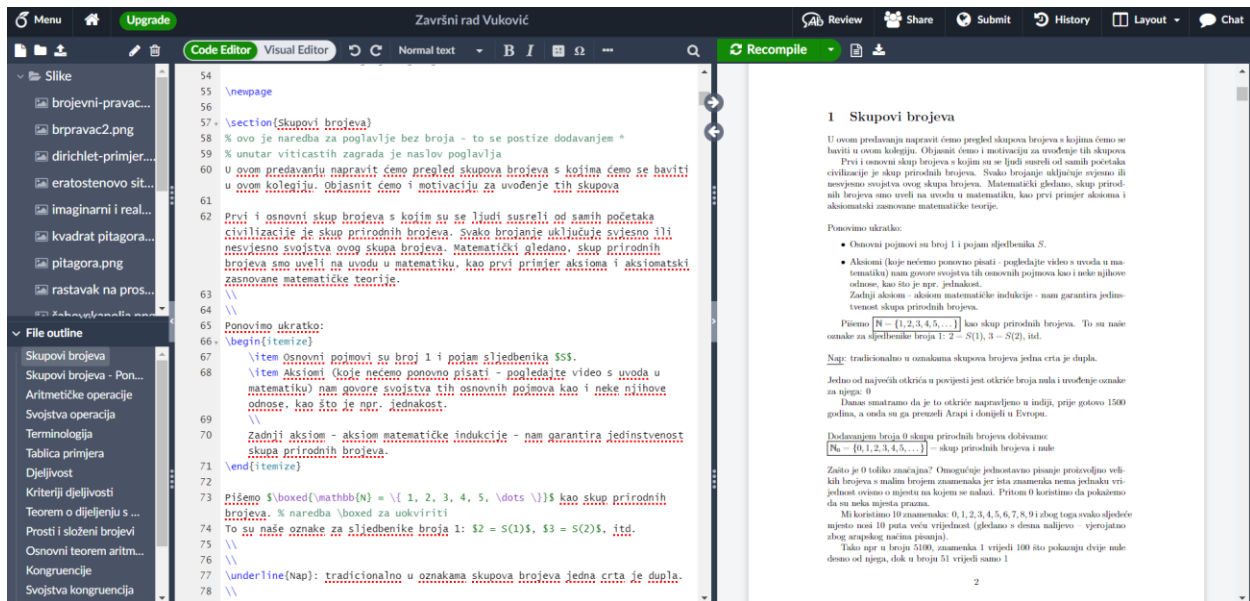 Menu
Upgrade
Završni rad Vuković
Review
Share
Submit
History
Layout
Chat
Code Editor
Visual Editor
Normal text
B
I
Ω
Recompile
Slike
brojevni-pravac...
brpravac2.png
dirichlet-primjer....
eratostenovo sit...
imaginarni i real...
kvadrat pitagora...
pitagora.png
rastavak na pros...
File outline
Skupovi brojeva
Skupovi brojeva - Pon...
Aritmetičke operacije
Svojstva operacija
Terminologija
Tablica primjera
Djeljivost
Kriteriji djeljivosti
Teorem o dijeljenju s ...
Prosti i složeni brojevi
Osnovni teorem aritm...
Kongruencije
Svojstva kongruencija
54
55 \newpage
56
57 \section{Skupovi brojeva}
58 % ovo je naredba za poglavlje bez broja - to se postize dodavanjem *
59 % unutar viticastih zagrada je naslov poglavlja
60 U ovom predavanju napravit ćemo pregled skupova brojeva s kojima ćemo se baviti
u ovom kolegiju. Objasnit ćemo i motivaciju za uvođenje tih skupova
61
62 Prvi i osnovni skup brojeva s kojim su se ljudi susreli od samih početaka
civilizacije je skup prirodnih brojeva. Svako brojanje uključuje svjesno ili
nesvjesno svojstva ovog skupa brojeva. Matematički gledano, skup prirodnih
brojeva smo uveli na uvodu u matematiku, kao prvi primjer aksioma i aksiomatski
zasnovane matematičke teorije.
63 \\
64 \\
65 Ponovimo ukratko:
66 \begin{itemize}
67 \item Osnovni pojmovi su broj 1 i pojam sljedbenika $S$.
68 \item Aksiomi (koje nećemo ponovno pisati - pogledajte video s uvoda u
matematiku) nam govore svojstva tih osnovnih pojmova kao i neke njihove
odnose, kao što je npr. jednakost.
69 \\
70 Zadnji aksiom - aksiom matematičke indukcije - nam garantira jedinstvenost
skupa prirodnih brojeva.
71 \end{itemize}
72
73 Pišemo $\boxed{\mathbb{N} = \{ 1, 2, 3, 4, 5, \dots \}}$ kao skup prirodnih
brojeva. % naredba \boxed za uokviriti
74 To su naše oznake za sljedbenike broja 1: $2 = S(1)$, $3 = S(2)$, itd.
75 \\
76 \\
77 \underline{Nap}: tradicionalno u oznakama skupova brojeva jedna crta je dupla.
78 \\
1 Skupovi brojeva
U ovom predavanju napravit ćemo pregled skupova brojeva s kojima ćemo se
baviti u ovom kolegiju. Objasnit ćemo i motivaciju za uvođenje tih skupova
Prvi i osnovni skup brojeva s kojim su se ljudi susreli od samih početaka
civilizacije je skup prirodnih brojeva. Svako brojanje uključuje svjesno ili
nesvjesno svojstva ovog skupa brojeva. Matematički gledano, skup prirod-
nih brojeva smo uveli na uvodu u matematiku, kao prvi primjer aksioma i
aksiomatski zasnovane matematičke teorije.
Ponovimo ukratko:
• Osnovni pojmovi su broj 1 i pojam sljedbenika S.
• Aksiomi (koje nećemo ponovno pisati - pogledajte video s uvoda u ma-
tematiku) nam govore svojstva tih osnovnih pojmova kao i neke njihove
odnose, kao što je npr. jednakost.
Zadnji aksiom - aksiom matematičke indukcije - nam garantira jedins-
tvenost skupa prirodnih brojeva.
Pišemo ℕ = {1, 2, 3, 4, 5, . . . } kao skup prirodnih brojeva. To su naše
oznake za sljedbenike broja 1: 2 = S(1), 3 = S(2), itd.
Nap: tradicionalno u oznakama skupova brojeva jedna crta je dupla.
Jedno od najvećih otkrića u povijesti jest otkriće broja nula i uvođenje oznake
za njega: 0
Danas smatramo da je to otkriće napravljeno u indiji, prije gotovo 1500
godina, a onda su ga preuzeli Arapi i donijeli u Evropu.
Dodavanjem broja 0 skupu prirodnih brojeva dobivamo:
ℕ₀ = {0, 1, 2, 3, 4, 5, . . . } = skup prirodnih brojeva i nule
Zašto je 0 toliko značajna? Omogućuje jednostavno pisanje proizvoljno veli-
kih brojeva s malim brojem znamenaka jer ista znamenka nema jednaku vri-
jednost ovisno o mjestu na kojem se nalazi. Pritom 0 koristimo da pokažemo
da su neka mjesta prazna.
Mi koristimo 10 znamenaka: 0, 1, 2, 3, 4, 5, 6, 7, 8, 9 i zbog toga svako sljedeće
mjesto nosi 10 puta veću vrijednost (gledano s desna nalijevo – vjerojatno
zbog arapskog načina pisanja).
Tako npr u broju 5100, znamenka 1 vrijedi 100 što pokazuju dvije nule
desno od njega, dok u broju 51 vrijedi samo 1
2